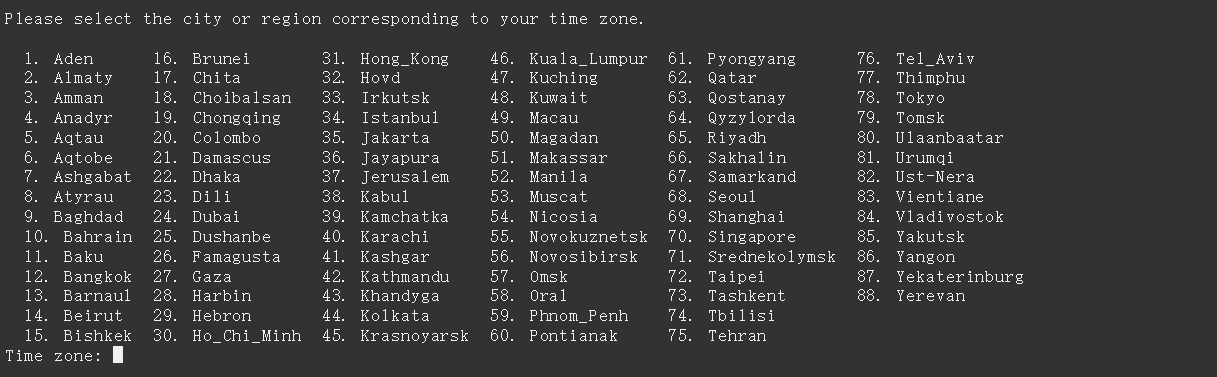 Please select the city or region corresponding to your time zone.
1. Aden 16. Brunei 31. Hong_Kong 46. Kuala_Lumpur 61. Pyongyang 76. Tel_Aviv
2. Almaty 17. Chita 32. Hovd 47. Kuching 62. Qatar 77. Thimphu
3. Amman 18. Choibalsan 33. Irkutsk 48. Kuwait 63. Qostanay 78. Tokyo
4. Anadyr 19. Chongqing 34. Istanbul 49. Macau 64. Qyzylorda 79. Tomsk
5. Aqtau 20. Colombo 35. Jakarta 50. Magadan 65. Riyadh 80. Ulaanbaatar
6. Aqtobe 21. Damascus 36. Jayapura 51. Makassar 66. Sakhalin 81. Urumqi
7. Ashgabat 22. Dhaka 37. Jerusalem 52. Manila 67. Samarkand 82. Ust-Nera
8. Atyrau 23. Dili 38. Kabul 53. Muscat 68. Seoul 83. Vientiane
9. Baghdad 24. Dubai 39. Kamchatka 54. Nicosia 69. Shanghai 84. Vladivostok
10. Bahrain 25. Dushanbe 40. Karachi 55. Novokuznetsk 70. Singapore 85. Yakutsk
11. Baku 26. Famagusta 41. Kashgar 56. Novosibirsk 71. Srednekolymsk 86. Yangon
12. Bangkok 27. Gaza 42. Kathmandu 57. Omsk 72. Taipei 87. Yekaterinburg
13. Barnaul 28. Harbin 43. Khandyga 58. Oral 73. Tashkent 88. Yerevan
14. Beirut 29. Hebron 44. Kolkata 59. Phnom_Penh 74. Tbilisi
15. Bishkek 30. Ho_Chi_Minh 45. Krasnoyarsk 60. Pontianak 75. Tehran
Time zone: